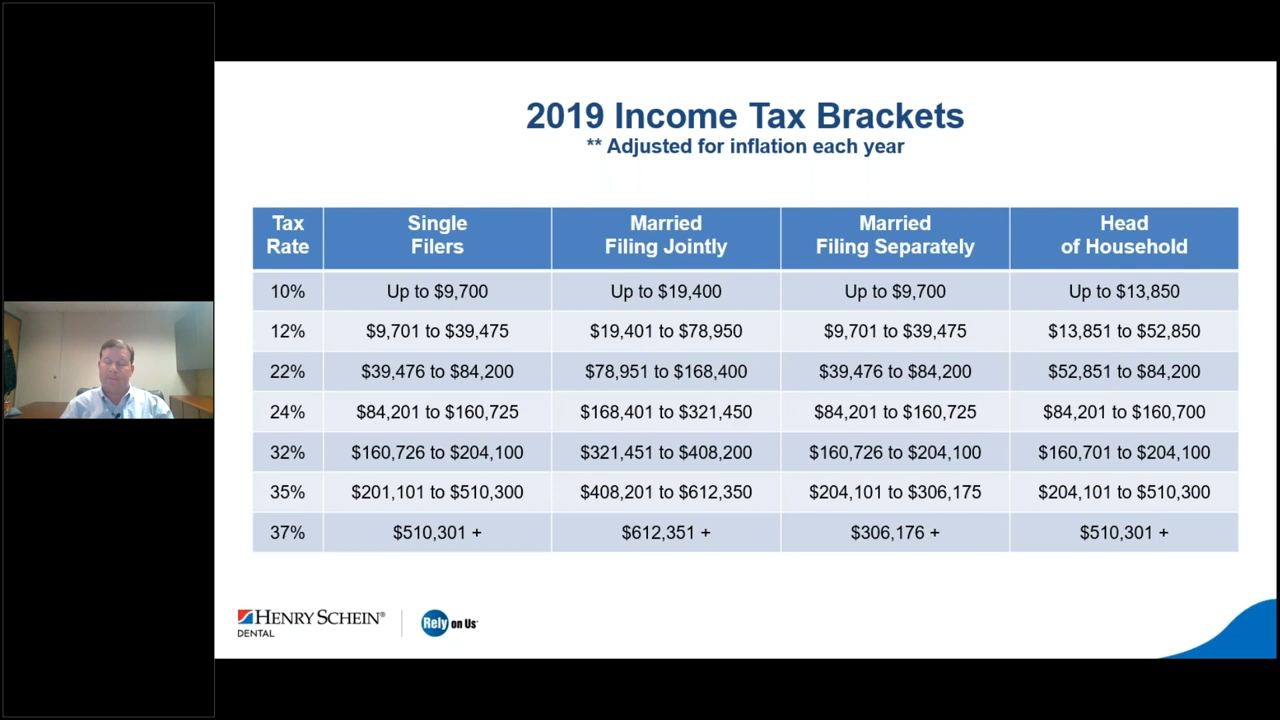 2019 Income Tax Brackets
** Adjusted for inflation each year
Tax Rate Single Filers Married Filing Jointly Married Filing Separately Head of Household
10% Up to $9,700 Up to $19,400 Up to $9,700 Up to $13,850
12% $9,701 to $39,475 $19,401 to $78,950 $9,701 to $39,475 $13,851 to $52,850
22% $39,476 to $84,200 $78,951 to $168,400 $39,476 to $84,200 $52,851 to $84,200
24% $84,201 to $160,725 $168,401 to $321,450 $84,201 to $160,725 $84,201 to $160,700
32% $160,726 to $204,100 $321,451 to $408,200 $160,726 to $204,100 $160,701 to $204,100
35% $201,101 to $510,300 $408,201 to $612,350 $204,101 to $306,175 $204,101 to $510,300
37% $510,301 + $612,351 + $306,176 + $510,301 +
HENRY SCHEIN®
DENTAL
Rely on Us